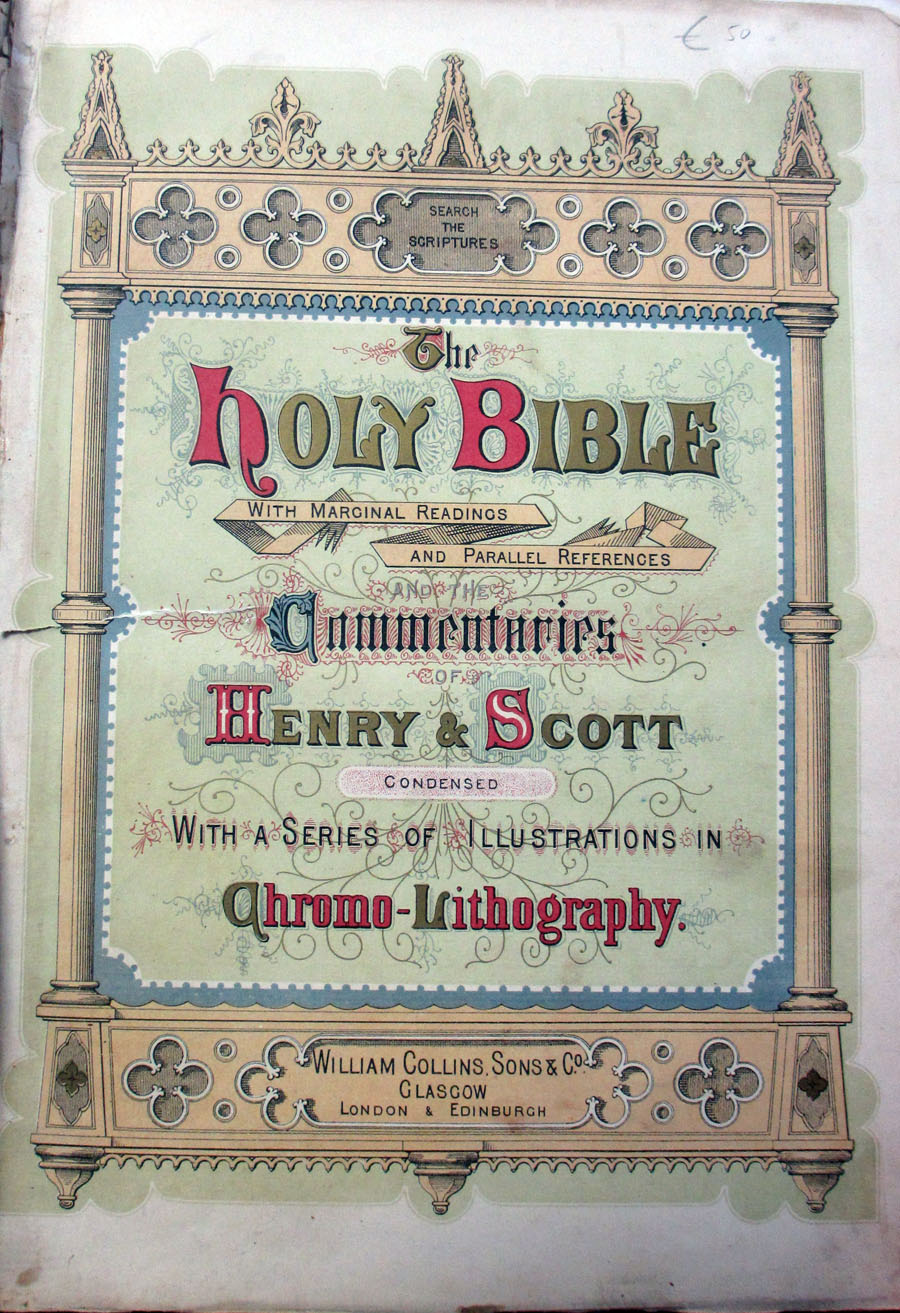 € 50
SEARCH
THE
SCRIPTURES
The
HOLY BIBLE
WITH MARGINAL READINGS
AND PARALLEL REFERENCES
AND THE
Commentaries
OF
HENRY & SCOTT
CONDENSED
WITH A SERIES OF ILLUSTRATIONS IN
Chromo-Lithography.
WILLIAM COLLINS, SONS & Co.
GLASGOW
LONDON & EDINBURGH